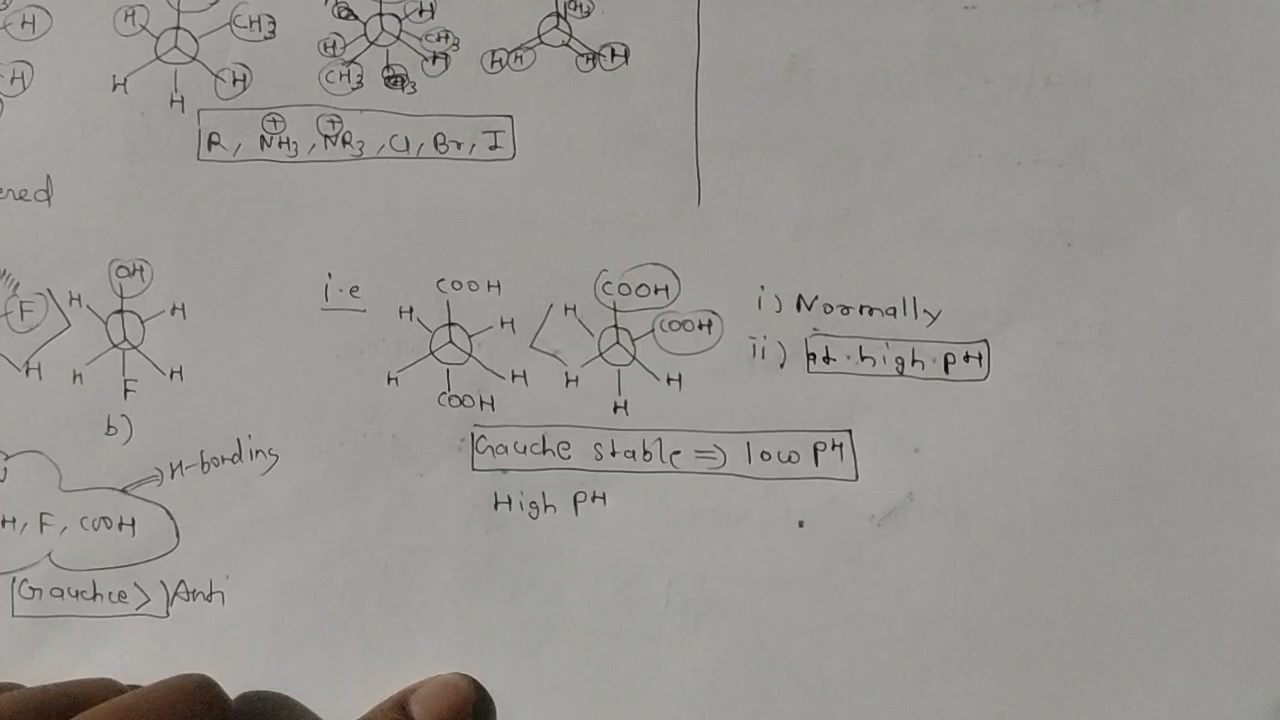 H H CH3 H CH3 H
H H H CH3 H H H H H
H
R, ⊕NH3, ⊕NR3, Cl, Br, I
ered
OH
F H H
H H H
F
b)
i.e COOH COOH
H H H COOH
H H H H
COOH H
i) Normally
ii) At. high. pH
H-bonding
Gauche stable ⇒ low pH
High pH
H, F, COOH
Gauchce > Anti